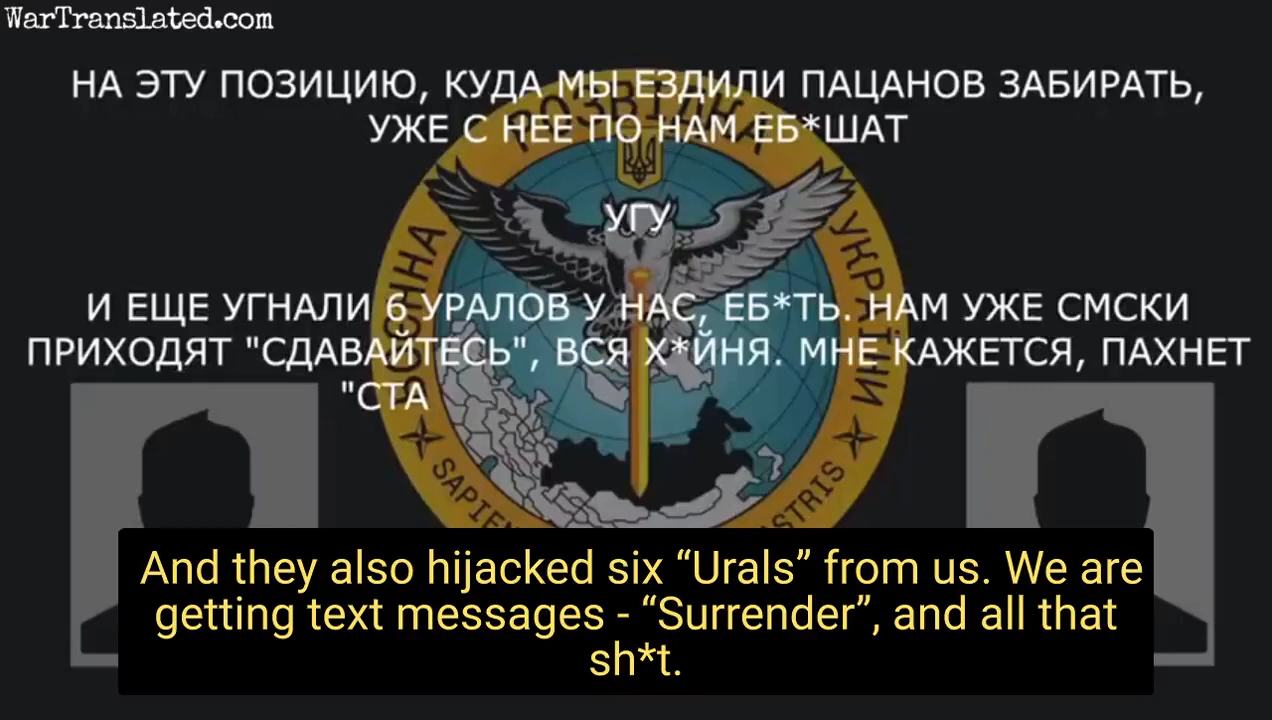 WarTranslated.com
НА ЭТУ ПОЗИЦИЮ, КУДА МЫ ЕЗДИЛИ ПАЦАНОВ ЗАБИРАТЬ,
УЖЕ С НЕЕ ПО НАМ ЕБ*ШАТ
УГУ
И ЕЩЕ УГНАЛИ 6 УРАЛОВ У НАС, ЕБ*ТЬ. НАМ УЖЕ СМСКИ
ПРИХОДЯТ "СДАВАЙТЕСЬ", ВСЯ Х*ЙНЯ. МНЕ КАЖЕТСЯ, ПАХНЕТ
"СТА
РОЗВІДКА
УКРАЇНИ
And they also hijacked six “Urals” from us. We are
getting text messages - “Surrender”, and all that
sh*t.